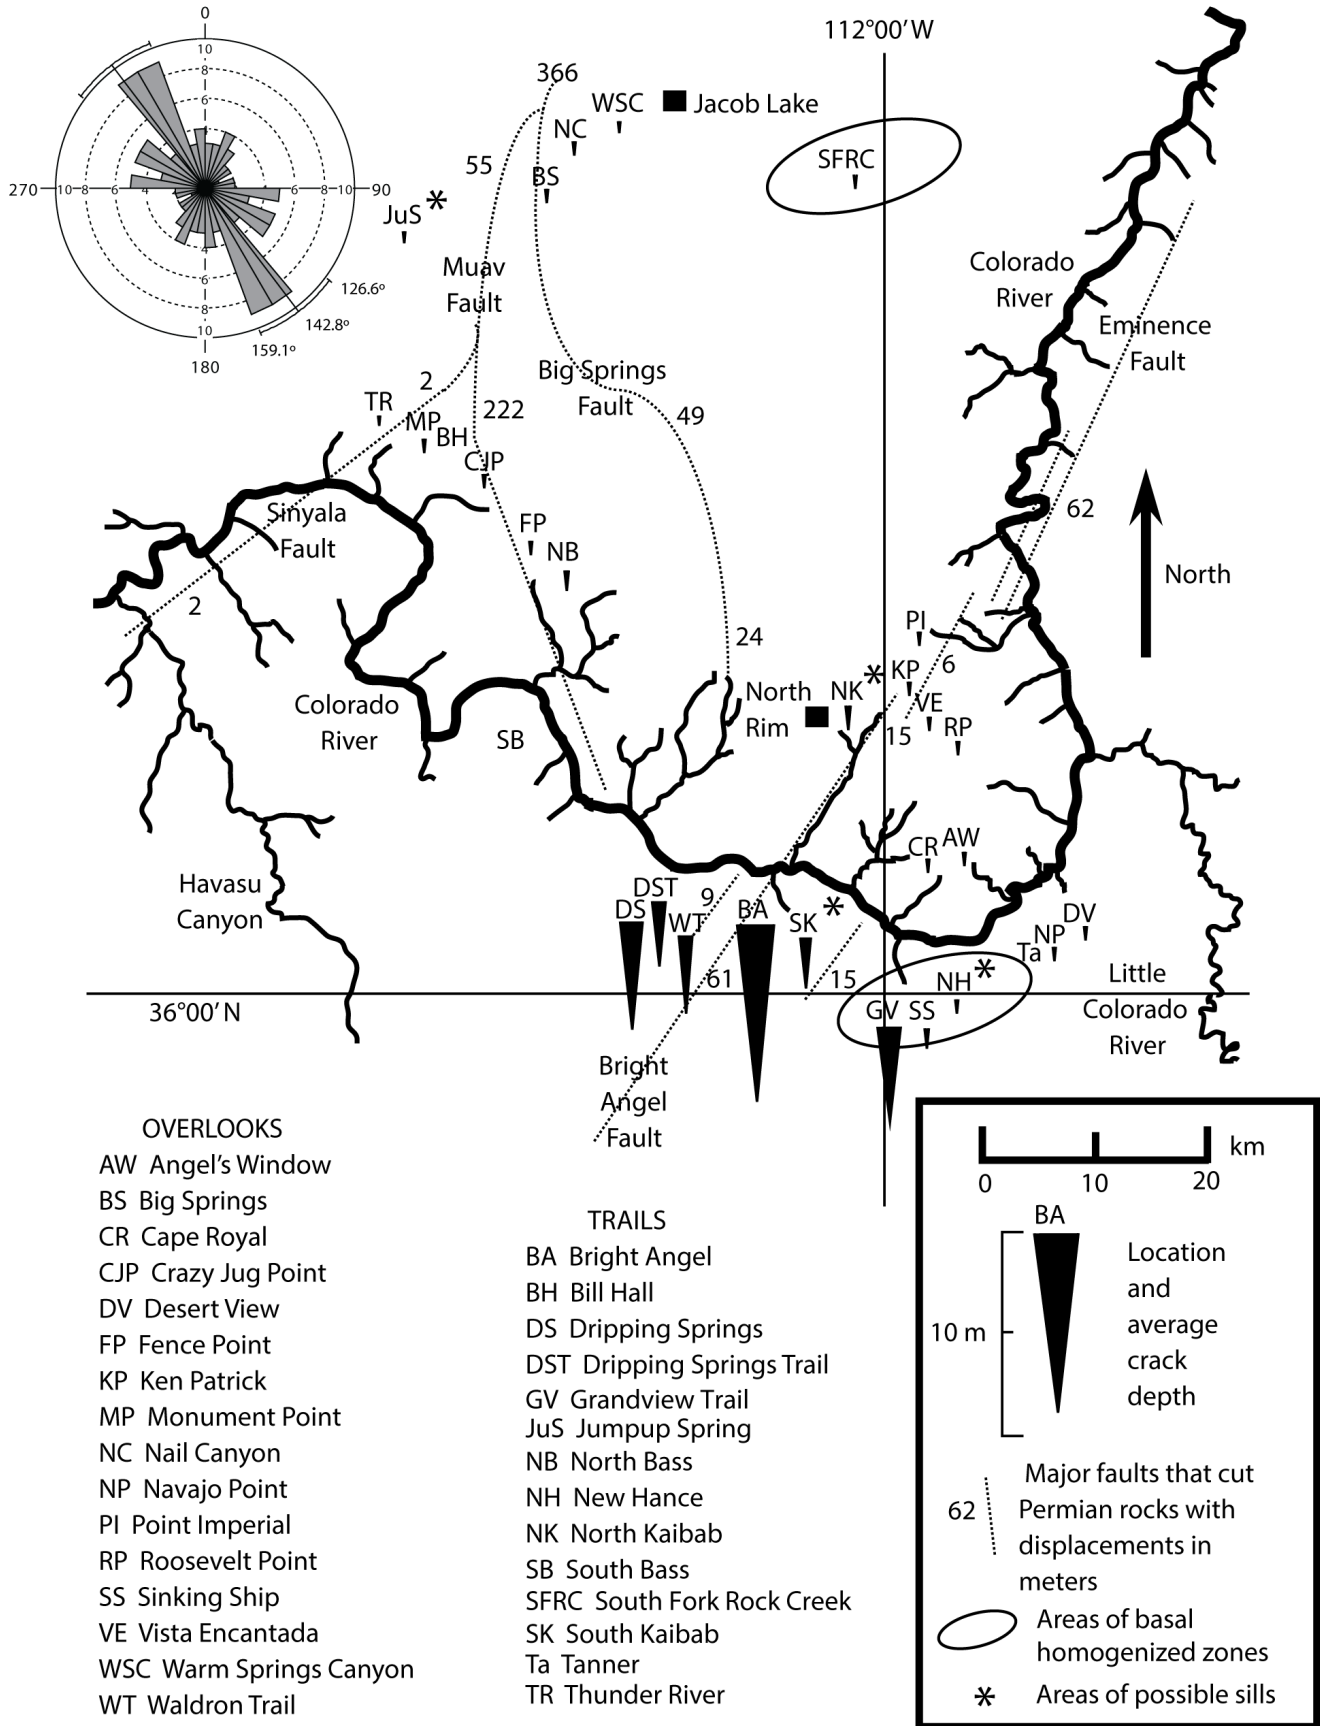 0
10
8
6
4
270
10
8
6
4
6
8
10
90
4
6
8
10
180
126.6º
142.8º
159.1º
112°00′ W
366
WSC
Jacob Lake
NC
55
BS
SFRC
JuS
*
Muav
Fault
Colorado
River
Eminence
Fault
Big Springs
Fault
2
TR
MP
BH
222
49
CJP
Sinyala
Fault
FP
NB
62
North
2
24
PI
*
KP
6
North
Rim
NK
VE
15
RP
Colorado
River
SB
CR
AW
Havasu
Canyon
DST
DS
9
WT
BA
SK
*
DV
NP
Ta
61
15
NH
*
GV
SS
36°00′ N
Little
Colorado
River
Bright
Angel
Fault
OVERLOOKS
AW Angel’s Window
BS Big Springs
CR Cape Royal
CJP Crazy Jug Point
DV Desert View
FP Fence Point
KP Ken Patrick
MP Monument Point
NC Nail Canyon
NP Navajo Point
PI Point Imperial
RP Roosevelt Point
SS Sinking Ship
VE Vista Encantada
WSC Warm Springs Canyon
WT Waldron Trail
TRAILS
BA Bright Angel
BH Bill Hall
DS Dripping Springs
DST Dripping Springs Trail
GV Grandview Trail
JuS Jumpup Spring
NB North Bass
NH New Hance
NK North Kaibab
SB South Bass
SFRC South Fork Rock Creek
SK South Kaibab
Ta Tanner
TR Thunder River
km
0 10 20
BA
10 m
Location
and
average
crack
depth
62
Major faults that cut
Permian rocks with
displacements in
meters
Areas of basal
homogenized zones
* Areas of possible sills